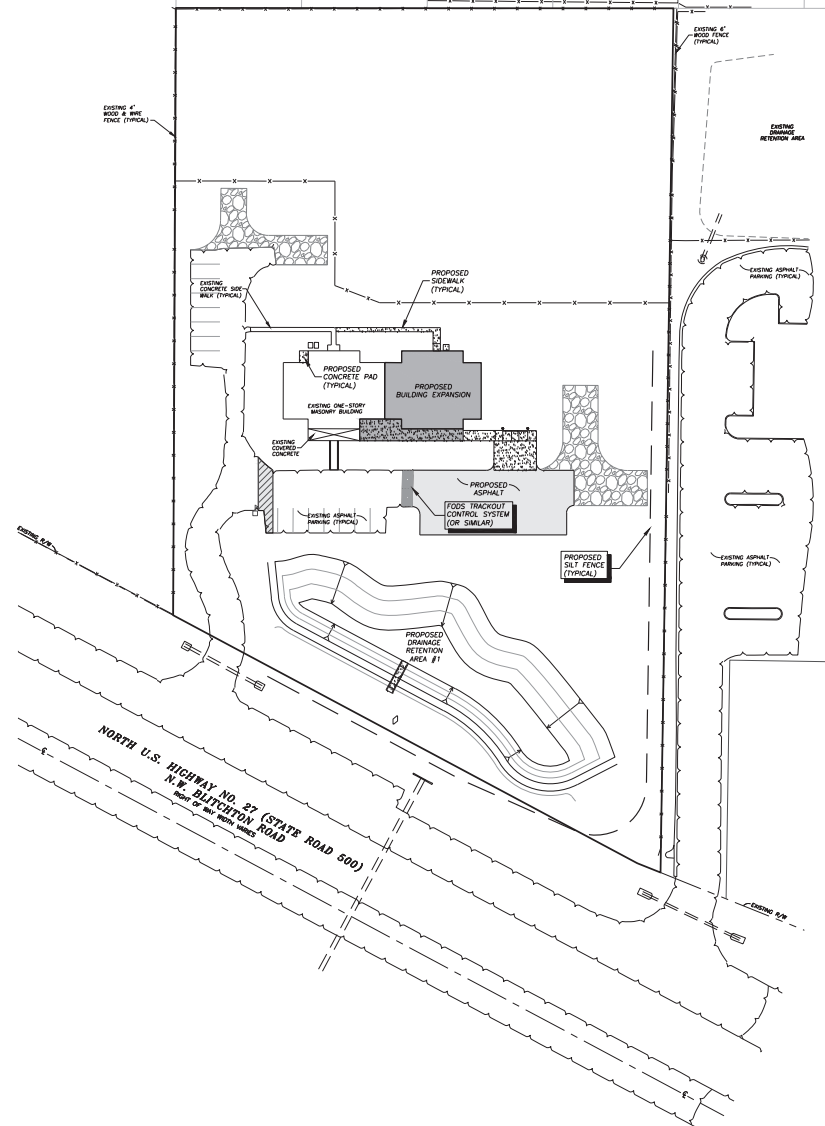 EXISTING 6'
WOOD FENCE
(TYPICAL)
EXISTING 4'
WOOD & WIRE
FENCE (TYPICAL)
EXISTING
DRAINAGE
RETENTION AREA
EXISTING ASPHALT
PARKING (TYPICAL)
PROPOSED
SIDEWALK
(TYPICAL)
EXISTING
CONCRETE SIDE
WALK (TYPICAL)
PROPOSED
CONCRETE PAD
(TYPICAL)
PROPOSED
BUILDING EXPANSION
EXISTING ONE-STORY
MASONRY BUILDING
EXISTING
COVERED
CONCRETE
PROPOSED
ASPHALT
FODS TRACKOUT
CONTROL SYSTEM
(OR SIMILAR)
EXISTING ASPHALT
PARKING (TYPICAL)
EXISTING R/W
PROPOSED
SILT FENCE
(TYPICAL)
EXISTING ASPHALT
PARKING (TYPICAL)
PROPOSED
DRAINAGE
RETENTION
AREA #1
NORTH U.S. HIGHWAY NO. 27 (STATE ROAD 500)
N.W. BLITCHTON ROAD
RIGHT OF WAY WIDTH VARIES
EXISTING R/W